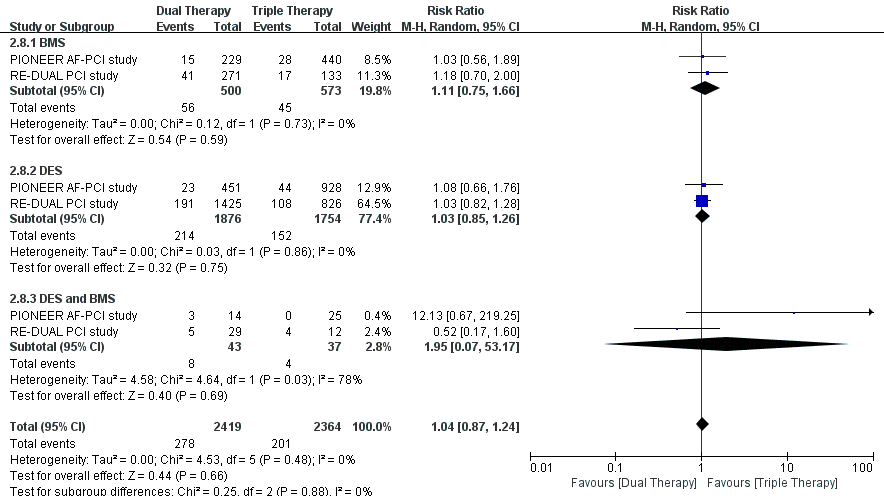 Dual Therapy Triple Therapy Risk Ratio Risk Ratio
Study or Subgroup Events Total Events Total Weight M-H, Random, 95% CI M-H, Random, 95% CI
2.8.1 BMS
PIONEER AF-PCI study 15 229 28 440 8.5% 1.03 [0.56, 1.89]
RE-DUAL PCI study 41 271 17 133 11.3% 1.18 [0.70, 2.00]
Subtotal (95% CI) 500 573 19.8% 1.11 [0.75, 1.66]
Total events 56 45
Heterogeneity: Tau² = 0.00; Chi² = 0.12, df = 1 (P = 0.73); I² = 0%
Test for overall effect: Z = 0.54 (P = 0.59)
2.8.2 DES
PIONEER AF-PCI study 23 451 44 928 12.9% 1.08 [0.66, 1.76]
RE-DUAL PCI study 191 1425 108 826 64.5% 1.03 [0.82, 1.28]
Subtotal (95% CI) 1876 1754 77.4% 1.03 [0.85, 1.26]
Total events 214 152
Heterogeneity: Tau² = 0.00; Chi² = 0.03, df = 1 (P = 0.86); I² = 0%
Test for overall effect: Z = 0.32 (P = 0.75)
2.8.3 DES and BMS
PIONEER AF-PCI study 3 14 0 25 0.4% 12.13 [0.67, 219.25]
RE-DUAL PCI study 5 29 4 12 2.4% 0.52 [0.17, 1.60]
Subtotal (95% CI) 43 37 2.8% 1.95 [0.07, 53.17]
Total events 8 4
Heterogeneity: Tau² = 4.58; Chi² = 4.64, df = 1 (P = 0.03); I² = 78%
Test for overall effect: Z = 0.40 (P = 0.69)
Total (95% CI) 2419 2364 100.0% 1.04 [0.87, 1.24]
Total events 278 201
Heterogeneity: Tau² = 0.00; Chi² = 4.53, df = 5 (P = 0.48); I² = 0%
Test for overall effect: Z = 0.44 (P = 0.66)
Test for subgroup differences: Chi² = 0.25, df = 2 (P = 0.88), I² = 0%
0.01 0.1 1 10 100
Favours [Dual Therapy] Favours [Triple Therapy]